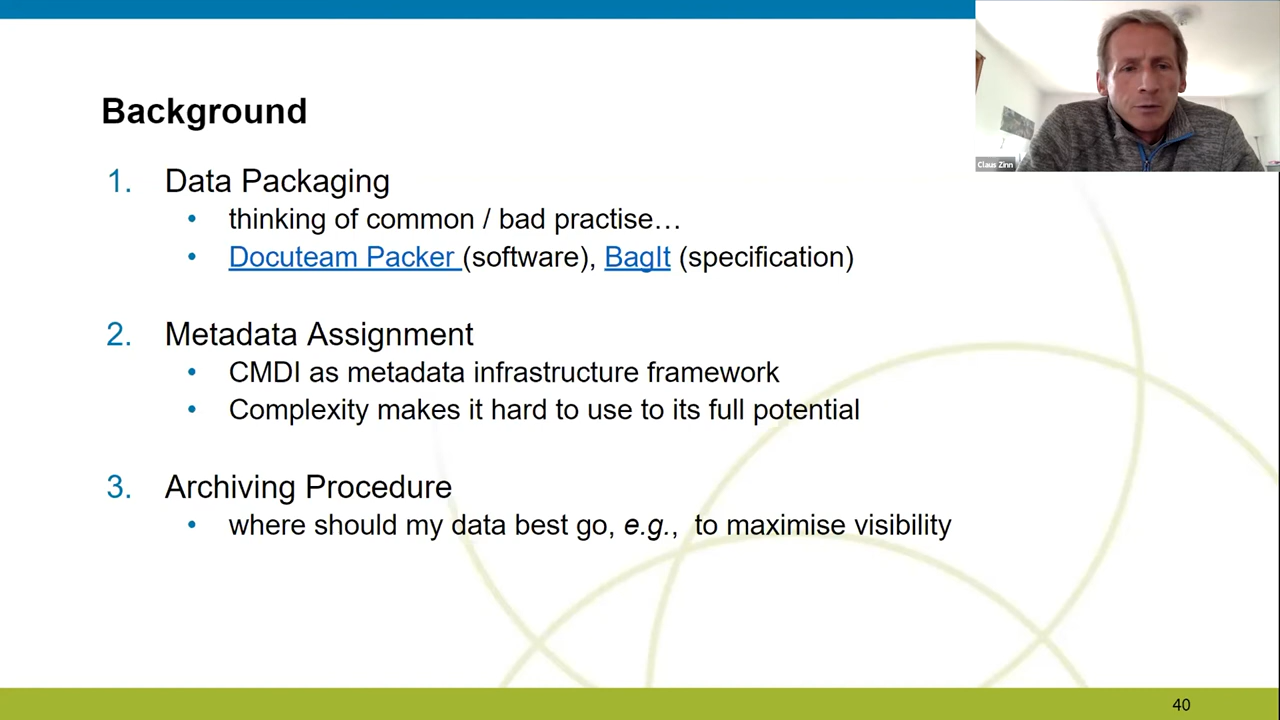 Background
1. Data Packaging
• thinking of common / bad practise…
• Docuteam Packer (software), BagIt (specification)
2. Metadata Assignment
• CMDI as metadata infrastructure framework
• Complexity makes it hard to use to its full potential
3. Archiving Procedure
• where should my data best go, e.g., to maximise visibility
Claus Zinn
40